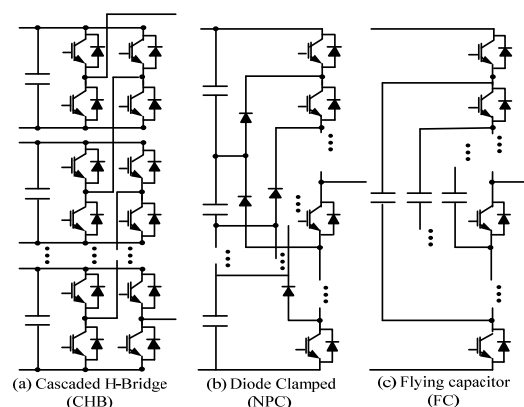 (a) Cascaded H-Bridge (b) Diode Clamped (c) Flying capacitor
(CHB) (NPC) (FC)